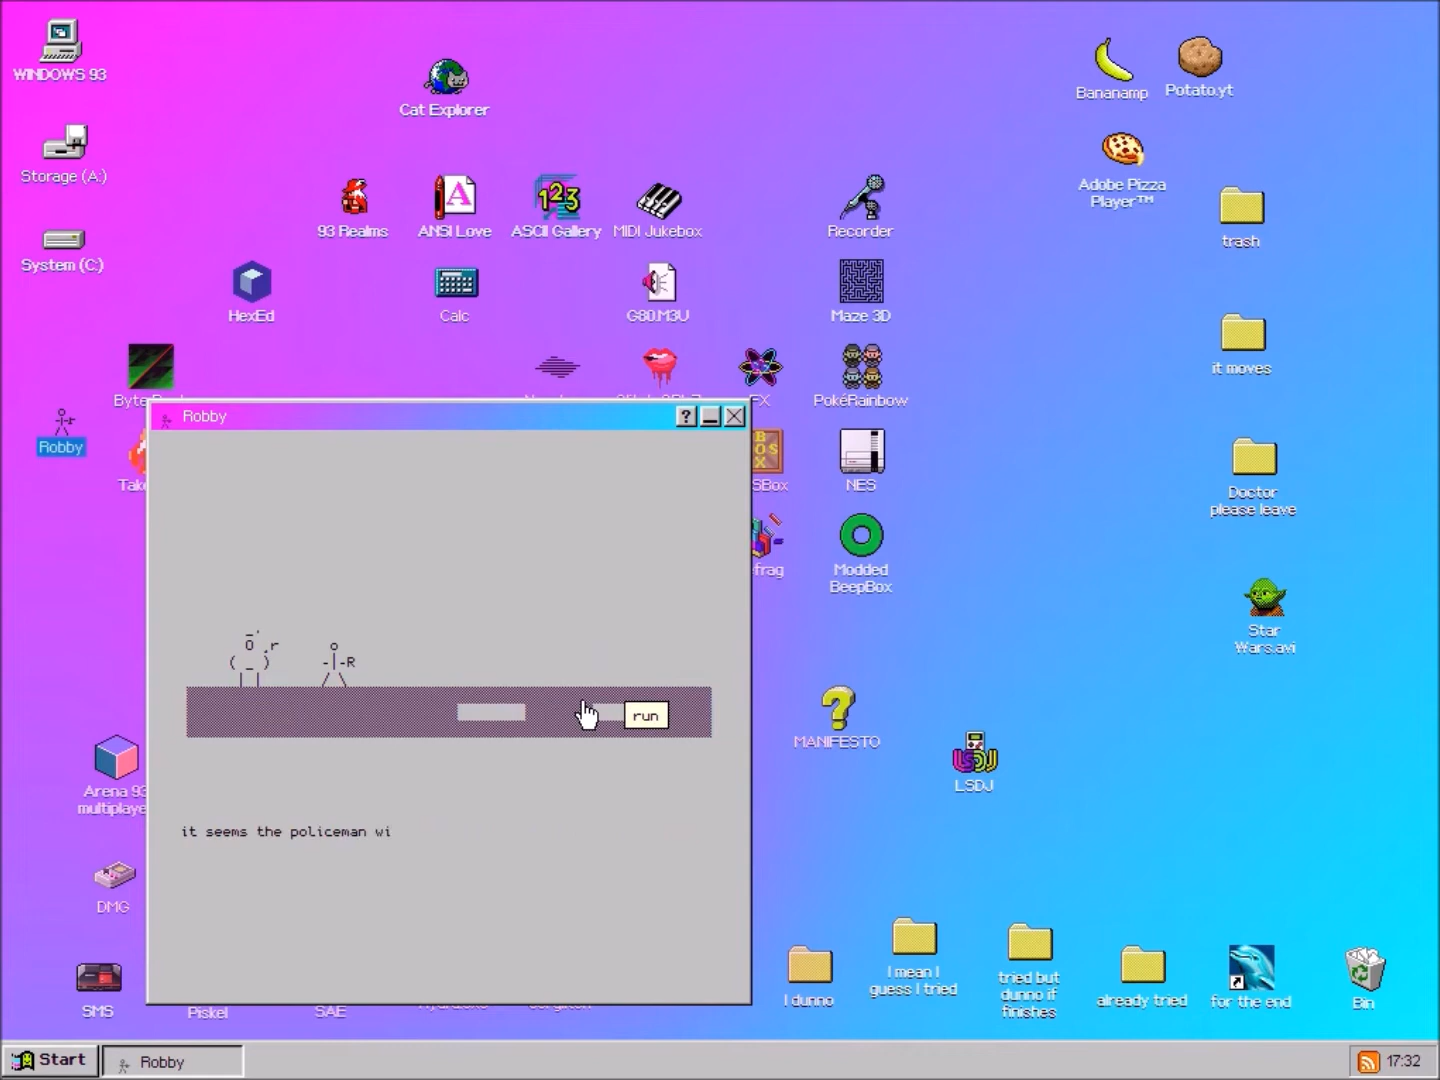 WINDOWS 93
Storage (A:)
System (C:)
Cat Explorer
Bananamp
Potato.yt
Adobe Pizza
Player™
trash
93 Realms
ANSI Love
ASCII Gallery
MIDI Jukebox
Recorder
HexEd
Calc
G80.M3U
Maze 3D
it moves
FX
PokéRainbow
Robby
Robby
NES
Doctor
please leave
Modded
BeepBox
Star
Wars.avi
run
MANIFESTO
LSDJ
Arena 93
it seems the policeman wi
DMG
SMS
Piskel
SAE
I dunno
I mean I
guess I tried
tried but
dunno if
finishes
already tried
for the end
Bin
Start
Robby
17:32